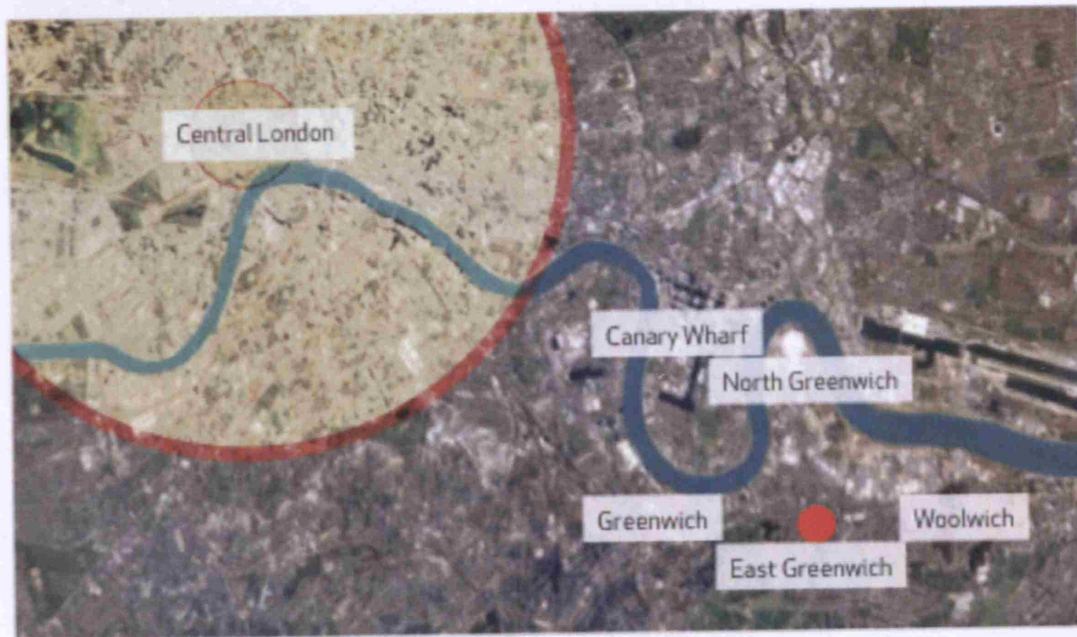 Central London
Canary Wharf
North Greenwich
Greenwich
Woolwich
East Greenwich